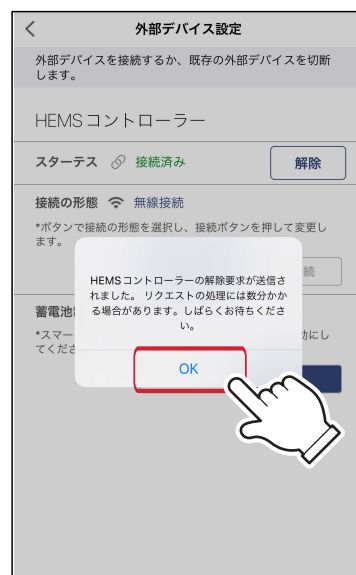 外部デバイス設定
外部デバイスを接続するか、既存の外部デバイスを切断
します。
HEMSコントローラー
スターテス 接続済み 解除
接続の形態 無線接続
*ボタンで接続の形態を選択し、接続ボタンを押して変更し
ます。
続
HEMSコントローラーの解除要求が送信さ
れました。 リクエストの処理には数分かか
る場合があります。しばらくお待ちくださ
い。
蓄電池
*スマー
効にし
てくださ
OK